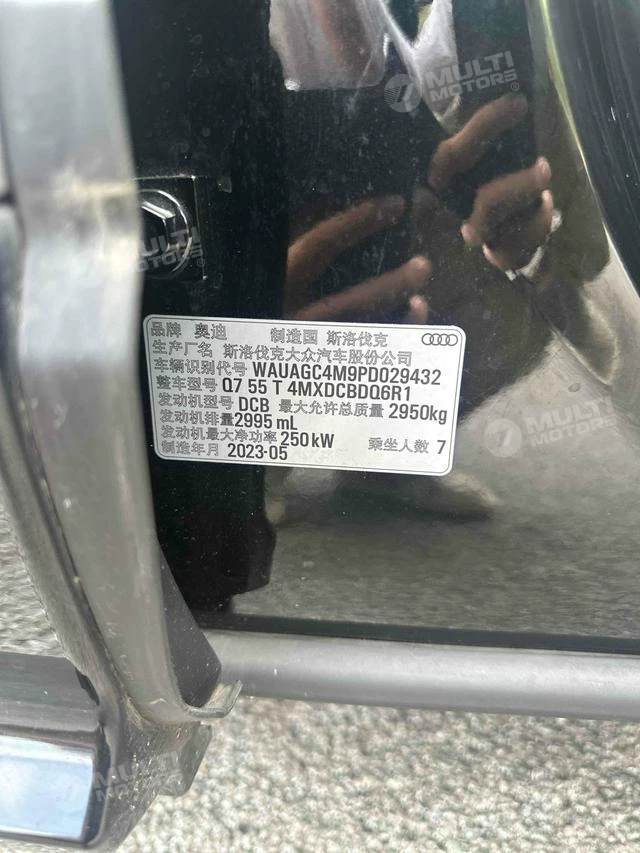 MULTI
MOTORS
MULTI
MOTORS
品牌 奥迪 制造国 斯洛伐克
生产厂名 斯洛伐克大众汽车股份公司
车辆识别代号 WAUAGC4M9PD029432
整车型号 Q7 55 T 4MXDCBDQ6R1
发动机型号 DCB 最大允许总质量 2950kg
发动机排量 2995 mL
发动机最大净功率 250kW 乘坐人数 7
制造年月 2023-05
MULTI
MOTORS
MULTI
MOTORS